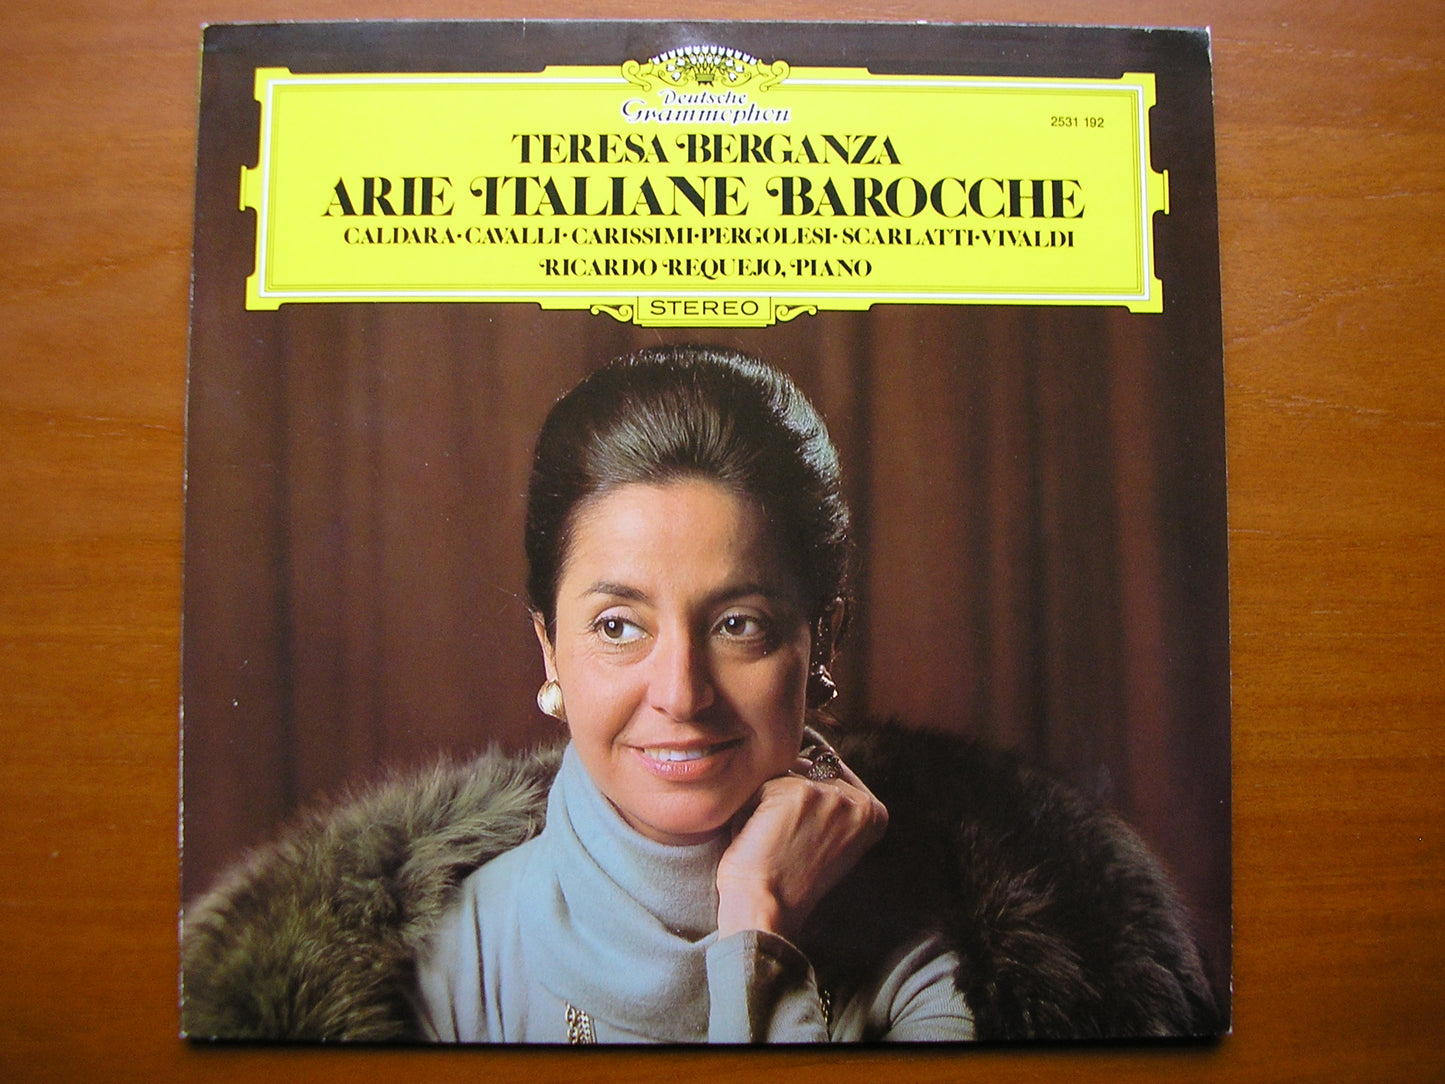 Deutsche
Grammophon
2531 192
TERESA BERGANZA
ARIE ITALIANE BAROCCHE
CALDARA·CAVALLI·CARISSIMI·PERGOLESI·SCARLATTI·VIVALDI
RICARDO REQUEJO, PIANO
STEREO